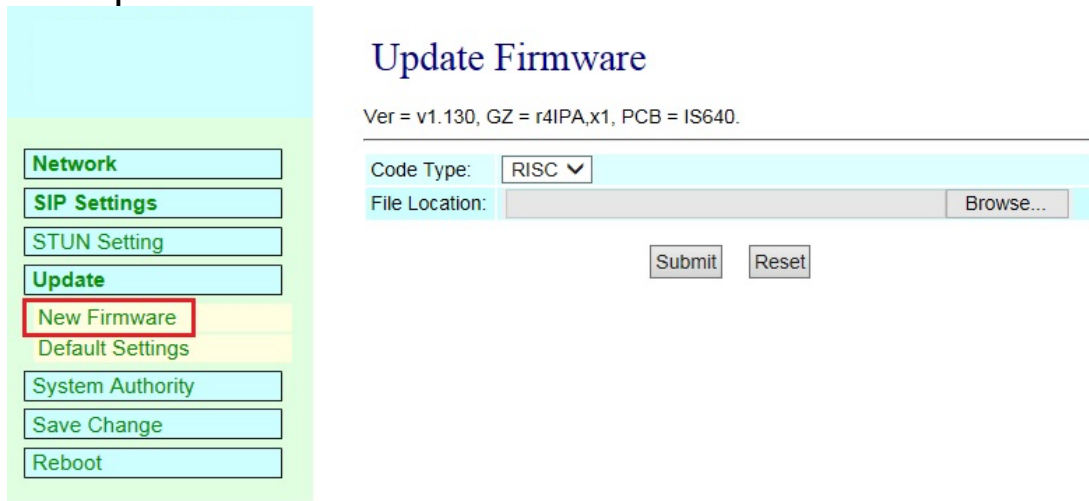 Update Firmware
Ver = v1.130, GZ = r4IPA,x1, PCB = IS640.
Network
SIP Settings
STUN Setting
Update
New Firmware
Default Settings
System Authority
Save Change
Reboot
Code Type: RISC
File Location: Browse...
Submit Reset